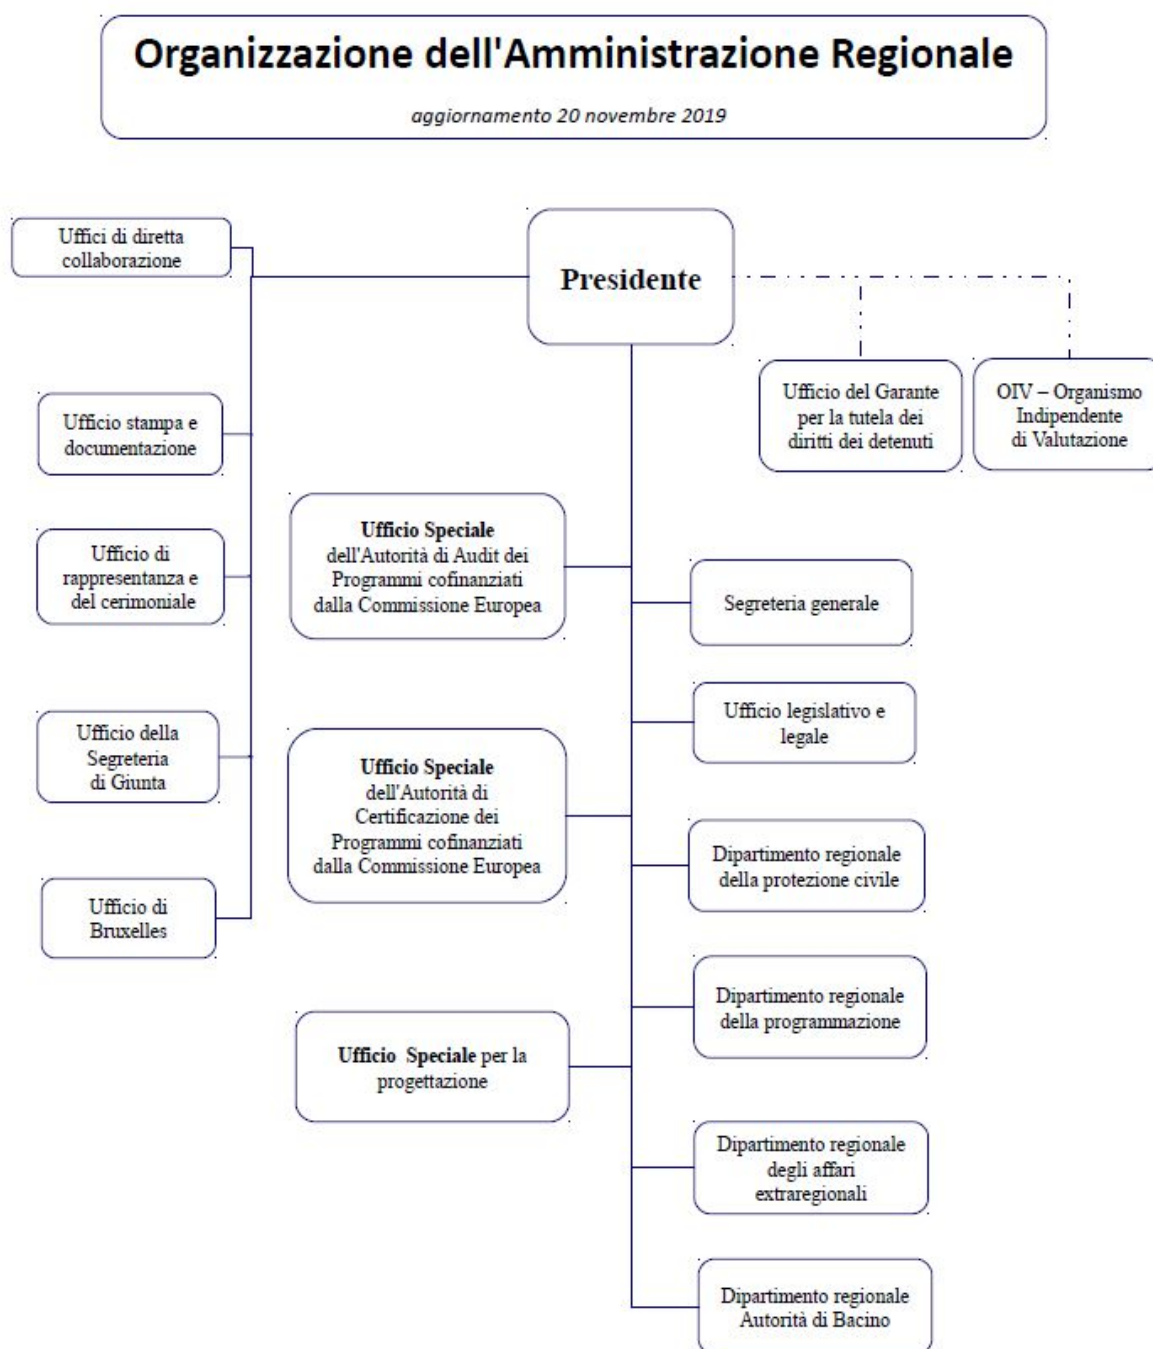 Organizzazione dell'Amministrazione Regionale
aggiornamento 20 novembre 2019
Uffici di diretta
collaborazione
Presidente
Ufficio del Garante
per la tutela dei
diritti dei detenuti
OIV – Organismo
Indipendente
di Valutazione
Ufficio stampa e
documentazione
Ufficio di
rappresentanza e
del cerimoniale
Ufficio della
Segreteria
di Giunta
Ufficio di
Bruxelles
Ufficio Speciale
dell'Autorità di Audit dei
Programmi cofinanziati
dalla Commissione Europea
Ufficio Speciale
dell'Autorità di
Certificazione dei
Programmi cofinanziati
dalla Commissione Europea
Ufficio Speciale per la
progettazione
Segreteria generale
Ufficio legislativo e
legale
Dipartimento regionale
della protezione civile
Dipartimento regionale
della programmazione
Dipartimento regionale
degli affari
extraregionali
Dipartimento regionale
Autorità di Bacino